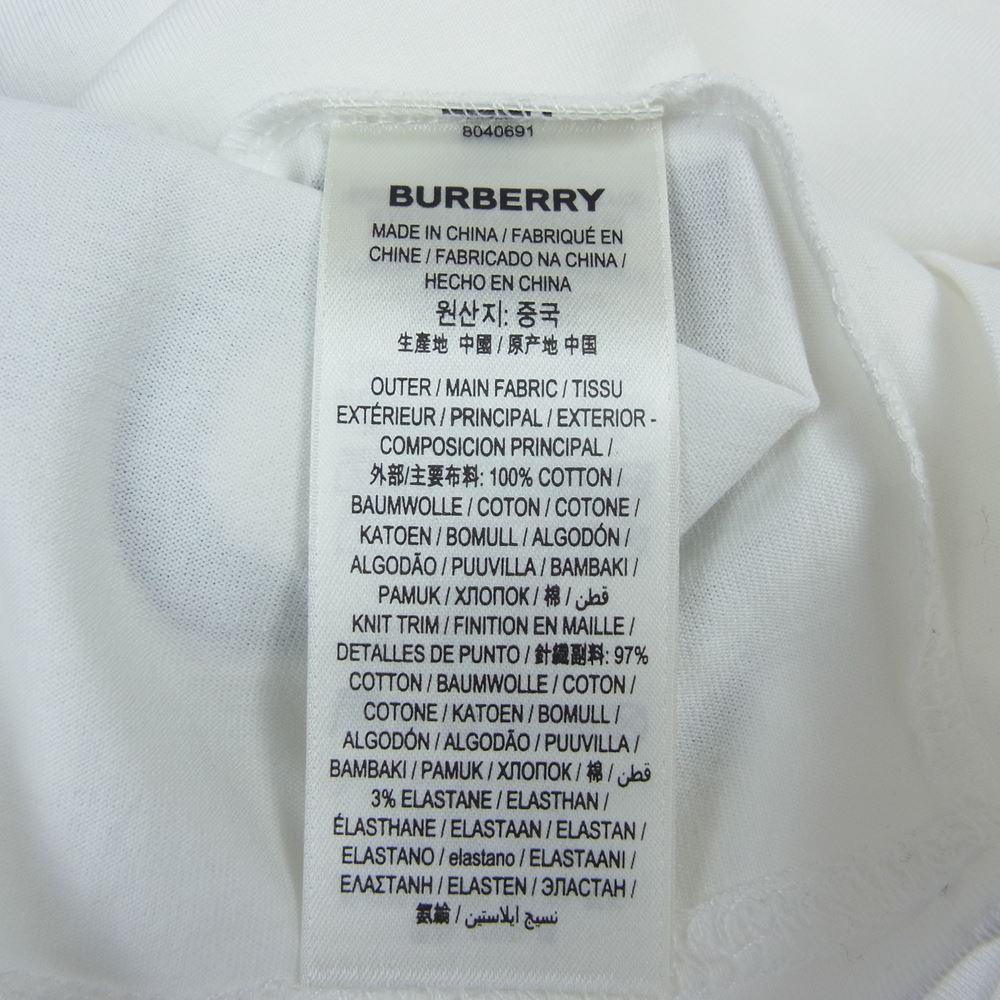 8040691
BURBERRY
MADE IN CHINA / FABRIQUÉ EN
CHINE / FABRICADO NA CHINA /
HECHO EN CHINA
원산지: 중국
生產地 中國 / 原产地 中国
OUTER / MAIN FABRIC / TISSU
EXTÉRIEUR / PRINCIPAL / EXTERIOR -
COMPOSICION PRINCIPAL /
外部/主要布料: 100% COTTON /
BAUMWOLLE / COTON / COTONE /
KATOEN / BOMULL / ALGODÓN /
ALGODÃO / PUUVILLA / BAMBAKI /
PAMUK / ХЛОПОК / 棉 / قطن
KNIT TRIM / FINITION EN MAILLE /
DETALLES DE PUNTO / 針織副料: 97%
COTTON / BAUMWOLLE / COTON /
COTONE / KATOEN / BOMULL /
ALGODÓN / ALGODÃO / PUUVILLA /
BAMBAKI / PAMUK / ХЛОПОК / 棉 / قطن
3% ELASTANE / ELASTHAN /
ÉLASTHANE / ELASTAAN / ELASTAN /
ELASTANO / elastano / ELASTAANI /
ΕΛΑΣΤΑΝΗ / ELASTEN / ЭЛАСТАН /
氨綸 / نسيج ايلاستين